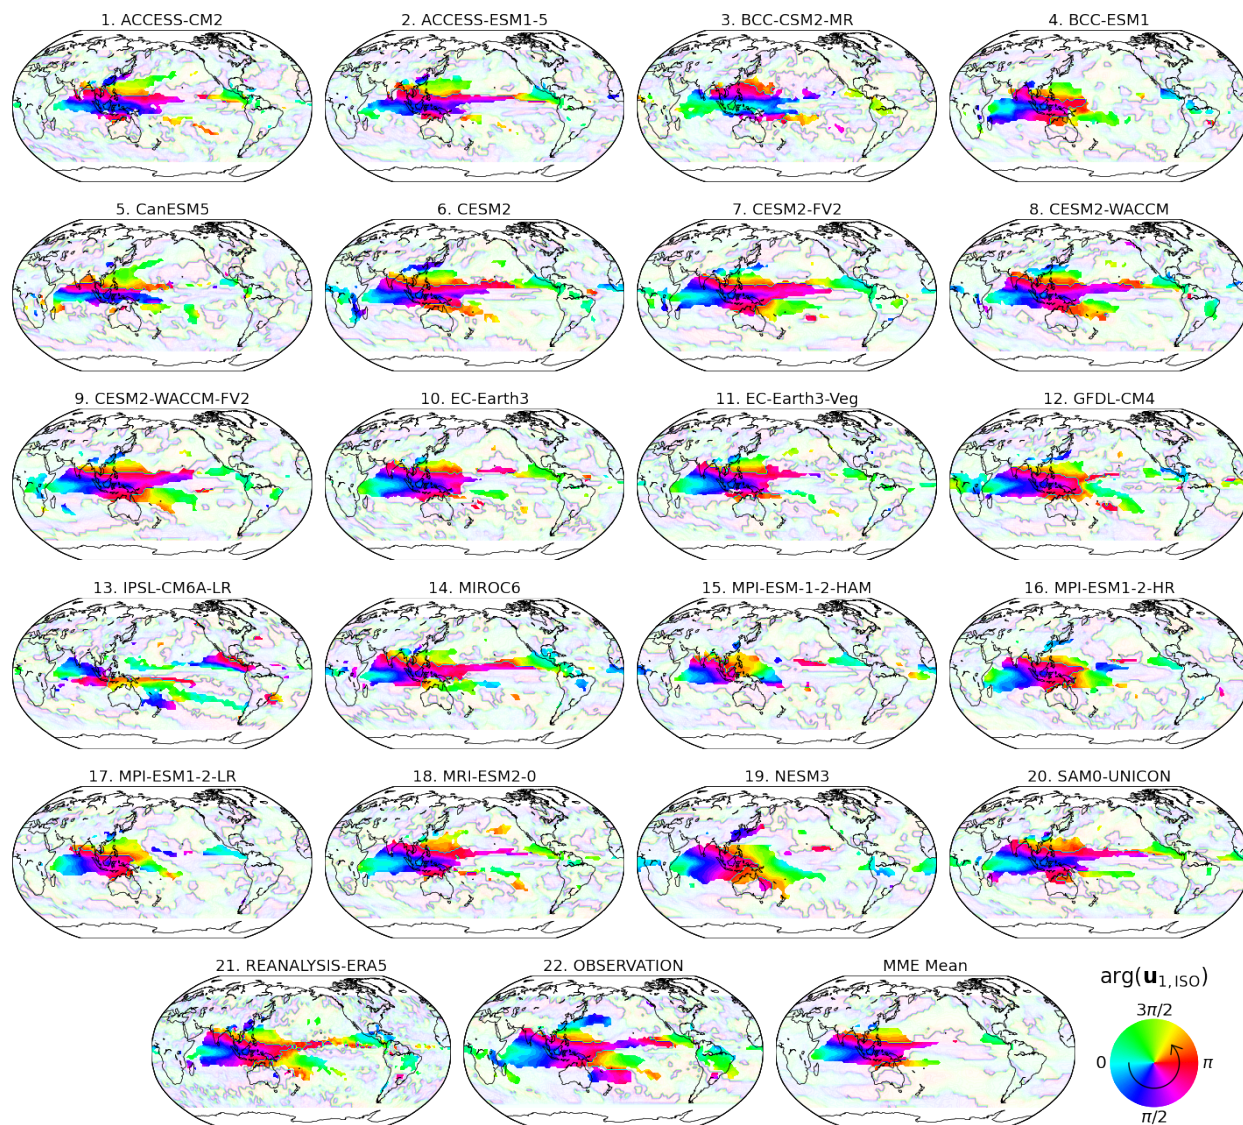 1. ACCESS-CM2
2. ACCESS-ESM1-5
3. BCC-CSM2-MR
4. BCC-ESM1
5. CanESM5
6. CESM2
7. CESM2-FV2
8. CESM2-WACCM
9. CESM2-WACCM-FV2
10. EC-Earth3
11. EC-Earth3-Veg
12. GFDL-CM4
13. IPSL-CM6A-LR
14. MIROC6
15. MPI-ESM-1-2-HAM
16. MPI-ESM1-2-HR
17. MPI-ESM1-2-LR
18. MRI-ESM2-0
19. NESM3
20. SAM0-UNICON
21. REANALYSIS-ERA5
22. OBSERVATION
MME Mean
arg(u1, ISO)
3π/2
0
π
π/2